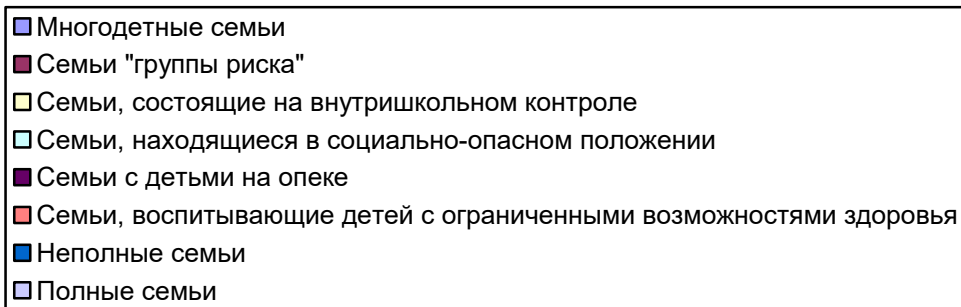 Многодетные семьи
Семьи "группы риска"
Семьи, состоящие на внутришкольном контроле
Семьи, находящиеся в социально-опасном положении
Семьи с детьми на опеке
Семьи, воспитывающие детей с ограниченными возможностями здоровья
Неполные семьи
Полные семьи